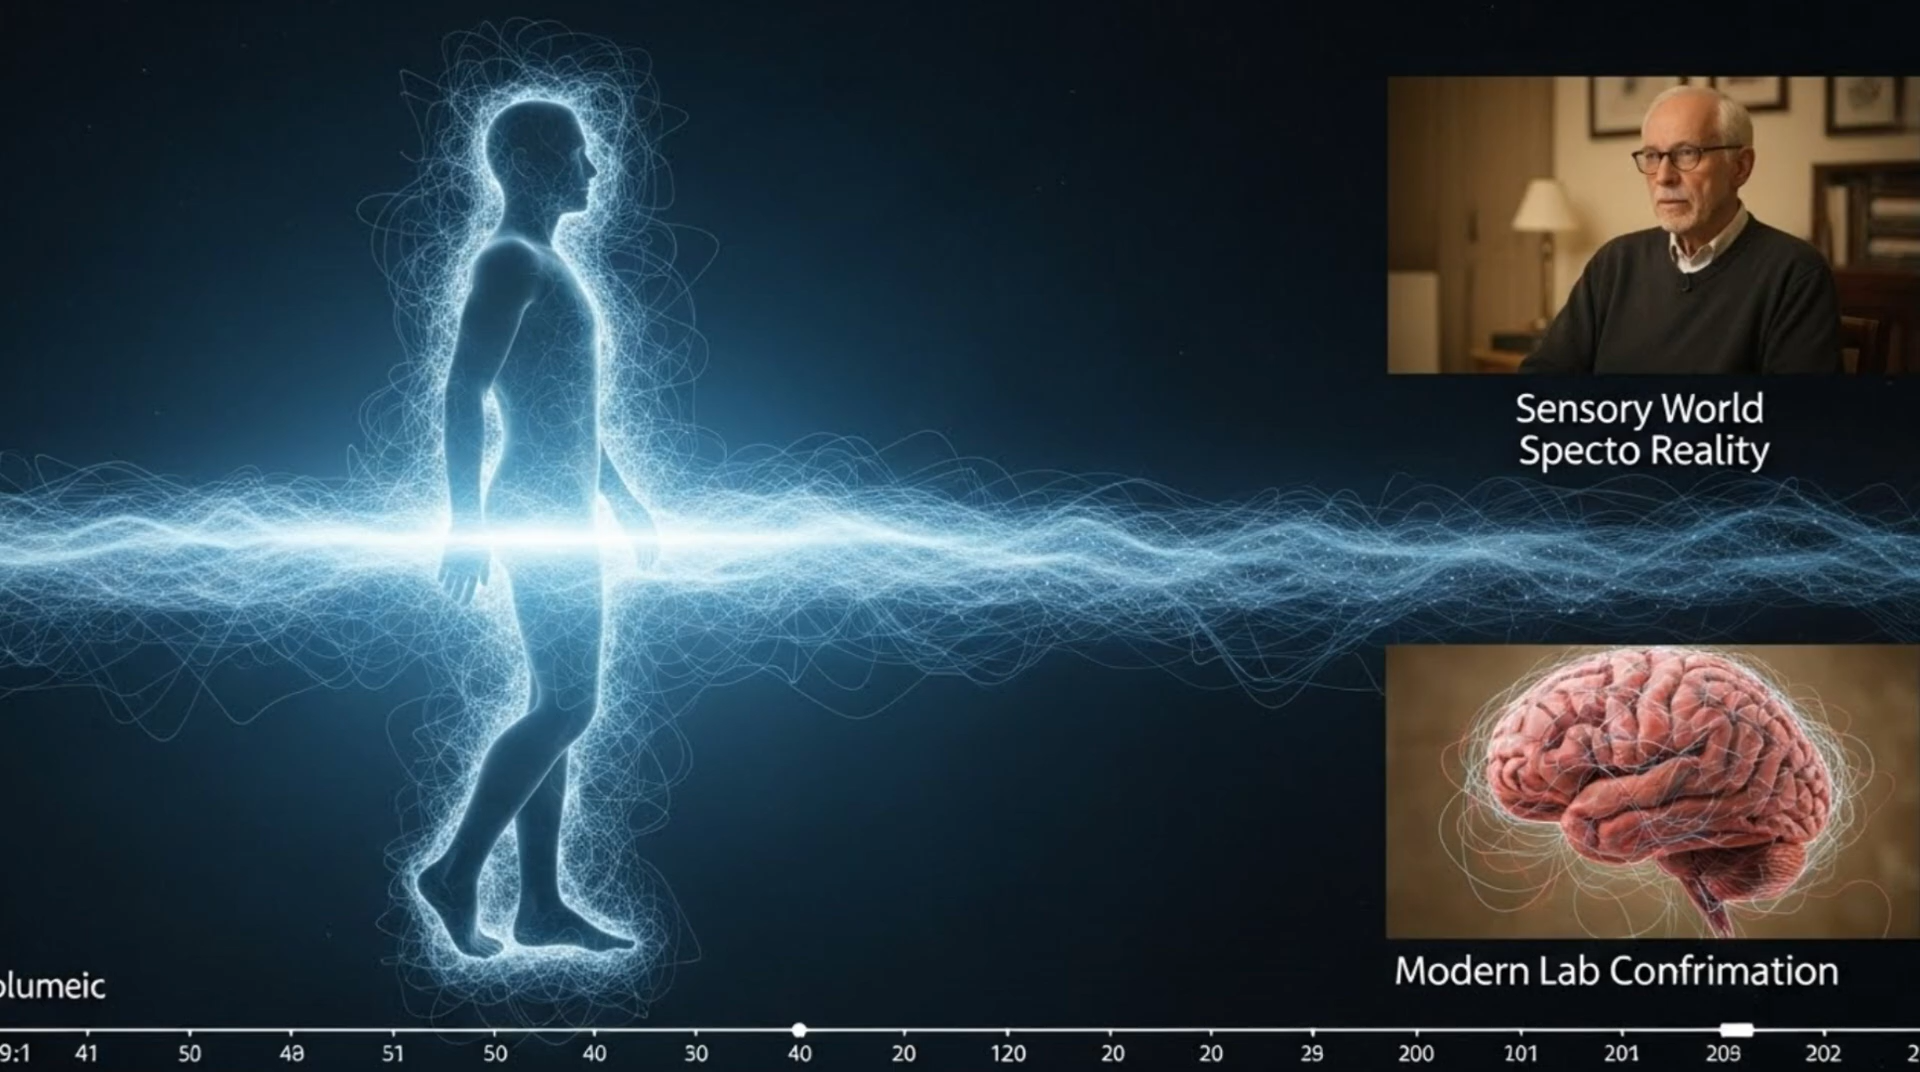 Sensory World
Specto Reality
Modern Lab Confrimation
olumeic
9:1 41 50 48 51 50 40 30 40 20 120 20 20 29 200 101 201 209 202 2